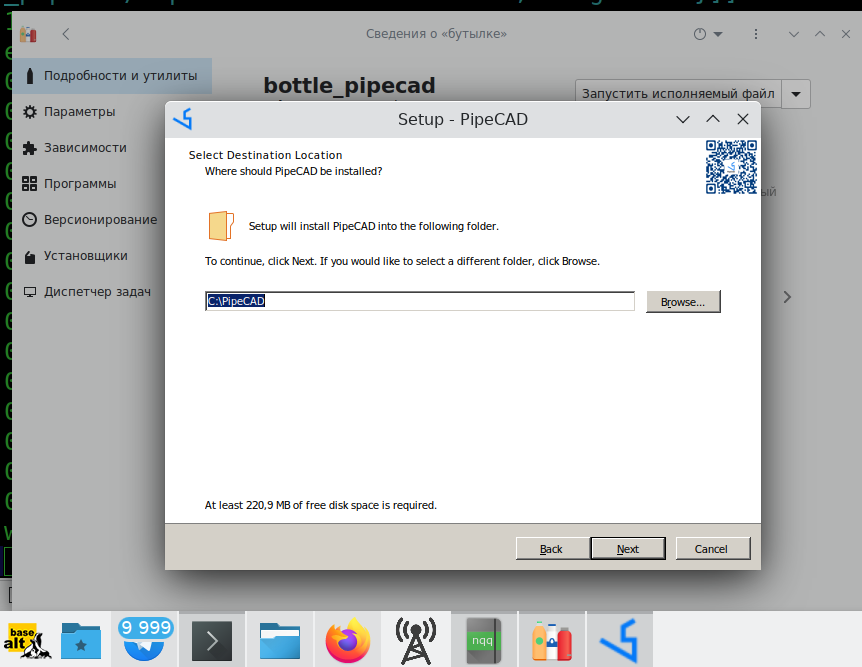 Сведения о «бутылке»
Подробности и утилиты
Параметры
Зависимости
Программы
Версионирование
Установщики
Диспетчер задач
bottle_pipecad
Запустить исполняемый файл
Setup - PipeCAD
Select Destination Location
Where should PipeCAD be installed?
Setup will install PipeCAD into the following folder.
To continue, click Next. If you would like to select a different folder, click Browse.
C:\PipeCAD
Browse...
At least 220,9 MB of free disk space is required.
Back
Next
Cancel
base
alt
9 999
nqq